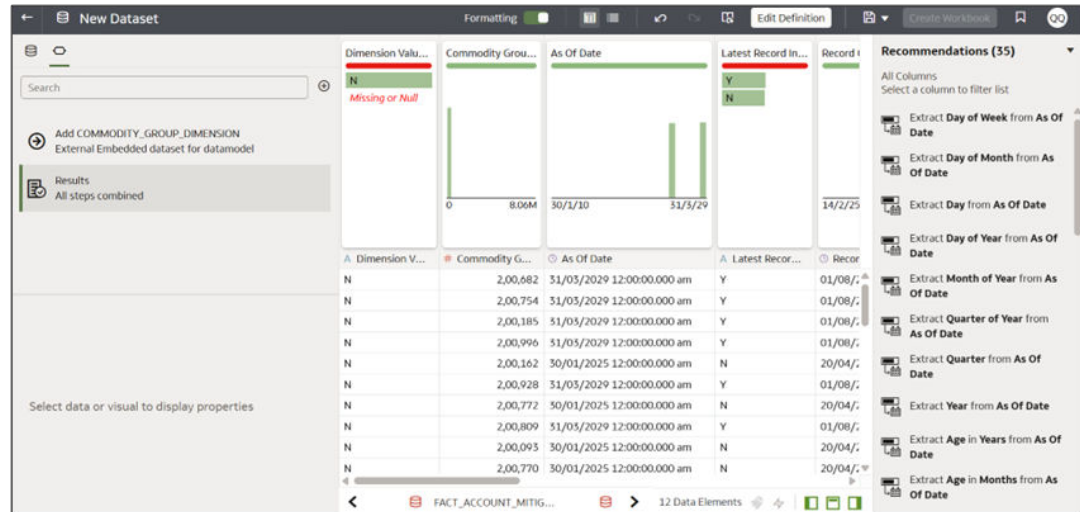 New Dataset
Formatting
Edit Definition
Create Workbook
QQ
Search
Add COMMODITY_GROUP_DIMENSION
External Embedded dataset for datamodel
Results
All steps combined
Select data or visual to display properties
Dimension Valu... Commodity Grou... As Of Date Latest Record In... Record
N Y
Missing or Null N
0 8.06M 30/1/10 31/3/29 14/2/25
A Dimension V... # Commodity G... As Of Date A Latest Recor... Recor
N 2,00,682 31/03/2029 12:00:00.000 am Y 01/08/
N 2,00,754 31/03/2029 12:00:00.000 am Y 01/08/
N 2,00,185 31/03/2029 12:00:00.000 am Y 01/08/
N 2,00,996 31/03/2029 12:00:00.000 am Y 01/08/
N 2,00,162 30/01/2025 12:00:00.000 am N 20/04/
N 2,00,928 31/03/2029 12:00:00.000 am Y 01/08/
N 2,00,772 30/01/2025 12:00:00.000 am N 20/04/
N 2,00,809 31/03/2029 12:00:00.000 am Y 01/08/
N 2,00,093 30/01/2025 12:00:00.000 am N 20/04/
N 2,00,770 30/01/2025 12:00:00.000 am N 20/04/
FACT_ACCOUNT_MITIG... 12 Data Elements
Recommendations (35)
All Columns
Select a column to filter list
Extract Day of Week from As Of
Date
Extract Day of Month from As
Of Date
Extract Day from As Of Date
Extract Day of Year from As Of
Date
Extract Month of Year from As
Of Date
Extract Quarter of Year from
As Of Date
Extract Quarter from As Of
Date
Extract Year from As Of Date
Extract Age in Years from As Of
Date
Extract Age in Months from As
Of Date